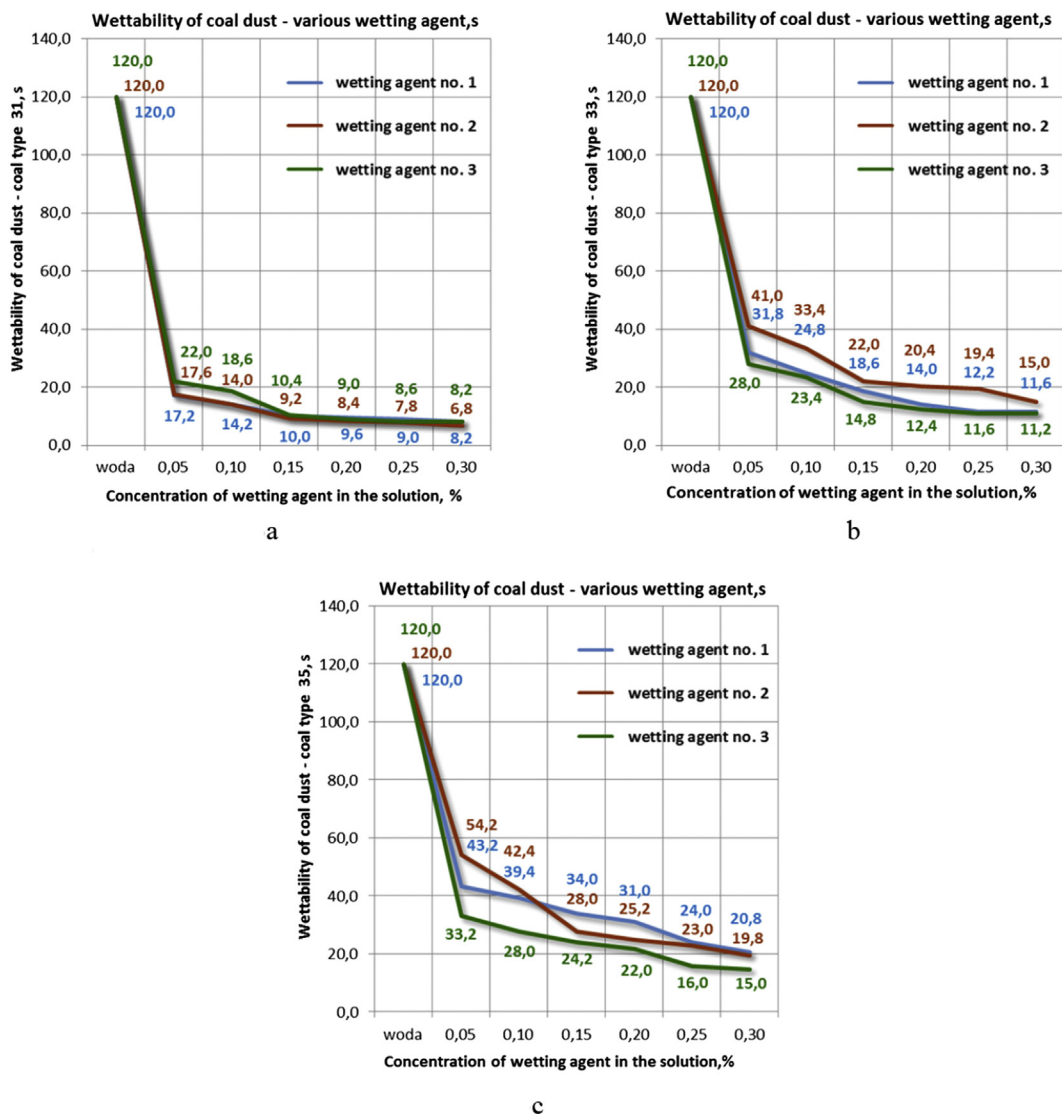 Wettability of coal dust - various wetting agent,s
Wettability of coal dust - coal type 31, s
140,0
120,0
100,0
80,0
60,0
40,0
20,0
0,0
120,0
120,0
120,0
wetting agent no. 1
wetting agent no. 2
wetting agent no. 3
22,0 18,6 10,4 9,0 8,6 8,2
17,6 14,0 9,2 8,4 7,8 6,8
17,2 14,2 10,0 9,6 9,0 8,2
woda 0,05 0,10 0,15 0,20 0,25 0,30
Concentration of wetting agent in the solution, %
a
Wettability of coal dust - various wetting agent,s
Wettability of coal dust - coal type 33, s
140,0
120,0
100,0
80,0
60,0
40,0
20,0
0,0
120,0
120,0
120,0
wetting agent no. 1
wetting agent no. 2
wetting agent no. 3
41,0 33,4 22,0 20,4 19,4 15,0
31,8 24,8 18,6 14,0 12,2 11,6
28,0 23,4 14,8 12,4 11,6 11,2
woda 0,05 0,10 0,15 0,20 0,25 0,30
Concentration of wetting agent in the solution,%
b
Wettability of coal dust - various wetting agent,s
Wettability of coal dust - coal type 35, s
140,0
120,0
100,0
80,0
60,0
40,0
20,0
0,0
120,0
120,0
120,0
wetting agent no. 1
wetting agent no. 2
wetting agent no. 3
54,2 42,4 34,0 31,0 24,0 20,8
43,2 39,4 28,0 25,2 23,0 19,8
33,2 28,0 24,2 22,0 16,0 15,0
woda 0,05 0,10 0,15 0,20 0,25 0,30
Concentration of wetting agent in the solution,%
c